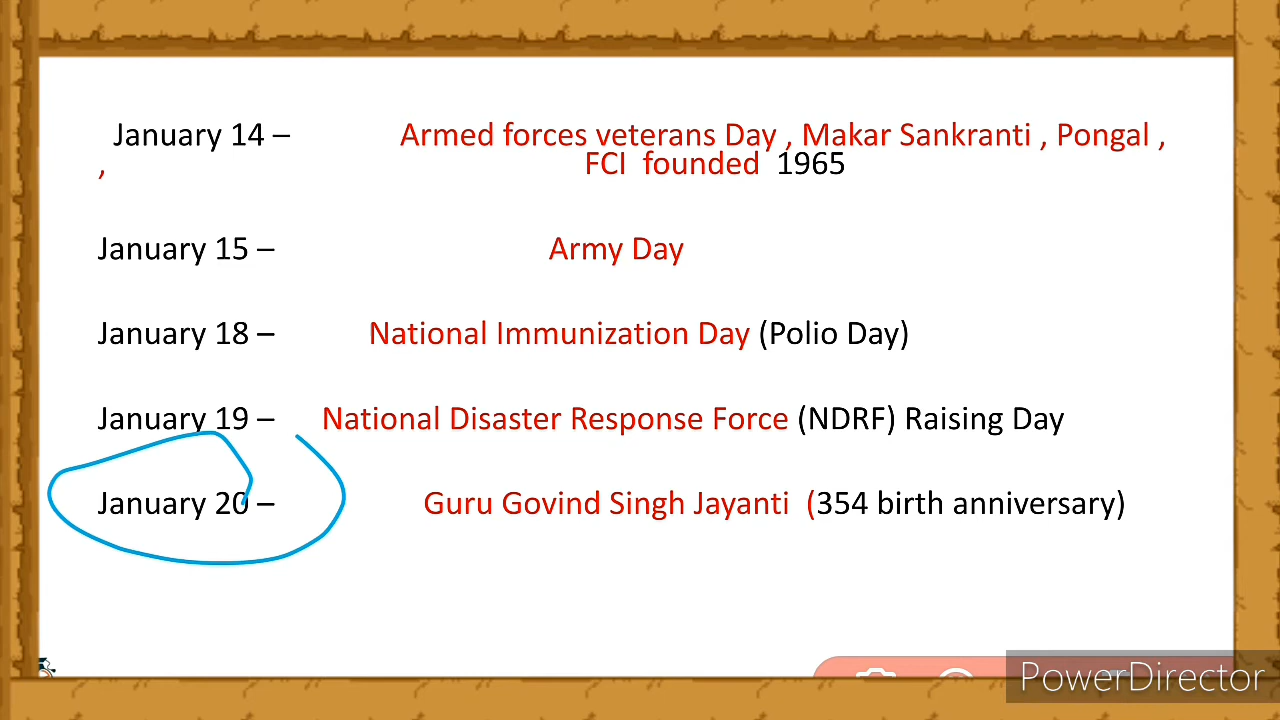 January 14 – Armed forces veterans Day , Makar Sankranti , Pongal ,
, FCI founded 1965
January 15 – Army Day
January 18 – National Immunization Day (Polio Day)
January 19 – National Disaster Response Force (NDRF) Raising Day
January 20 – Guru Govind Singh Jayanti (354 birth anniversary)
PowerDirector